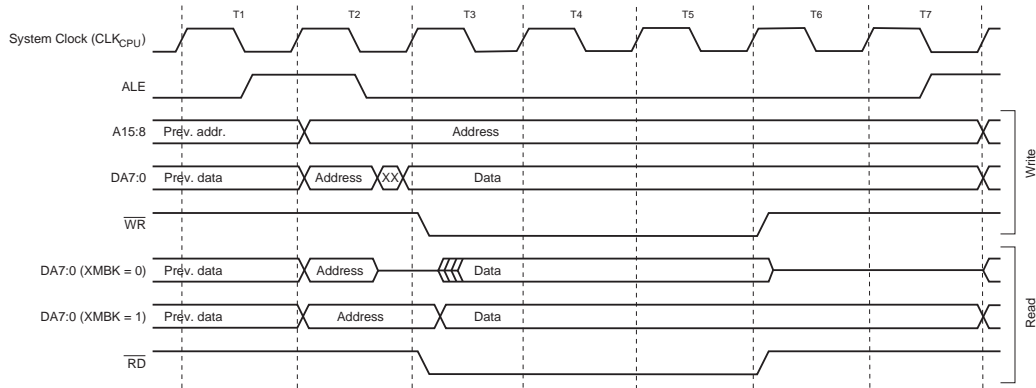 T1 T2 T3 T4 T5 T6 T7
System Clock (CLKCPU)
ALE
A15:8 Prev. addr. Address
DA7:0 Prev. data Address XX Data
WR
Write
DA7:0 (XMBK = 0) Prev. data Address Data
DA7:0 (XMBK = 1) Prev. data Address Data
RD
Read